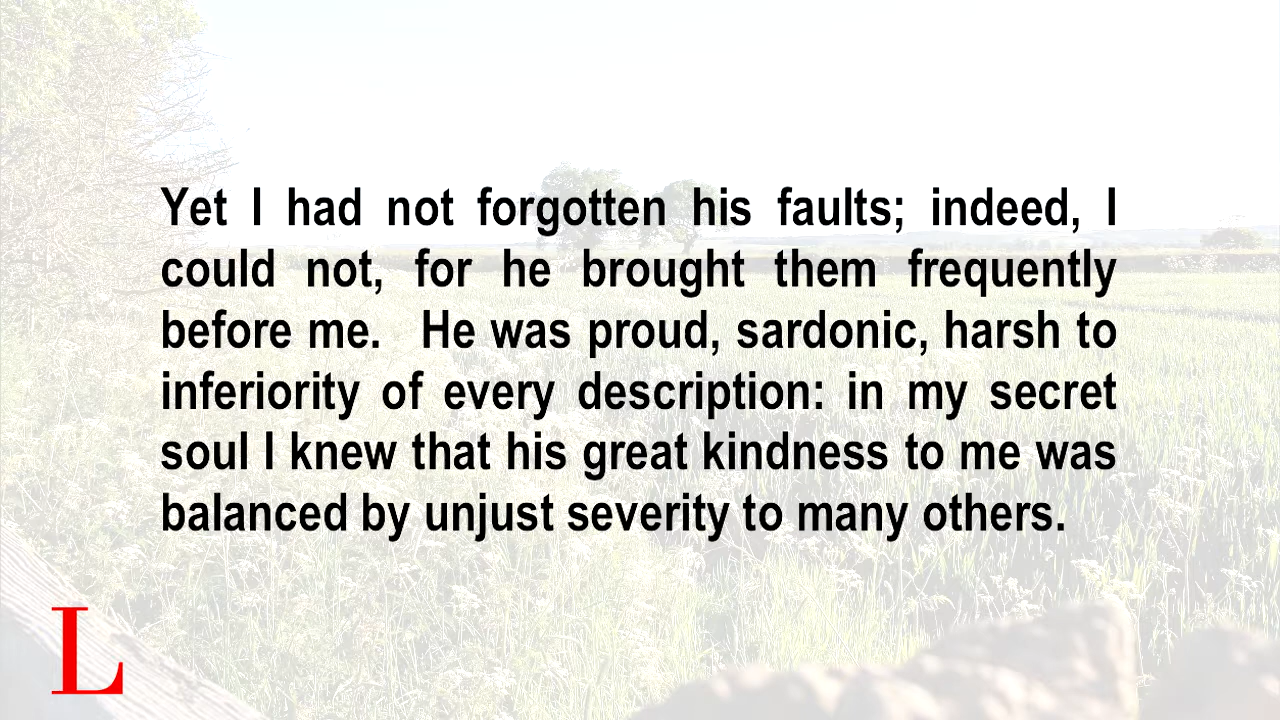 Yet I had not forgotten his faults; indeed, I
could not, for he brought them frequently
before me. He was proud, sardonic, harsh to
inferiority of every description: in my secret
soul I knew that his great kindness to me was
balanced by unjust severity to many others.
L